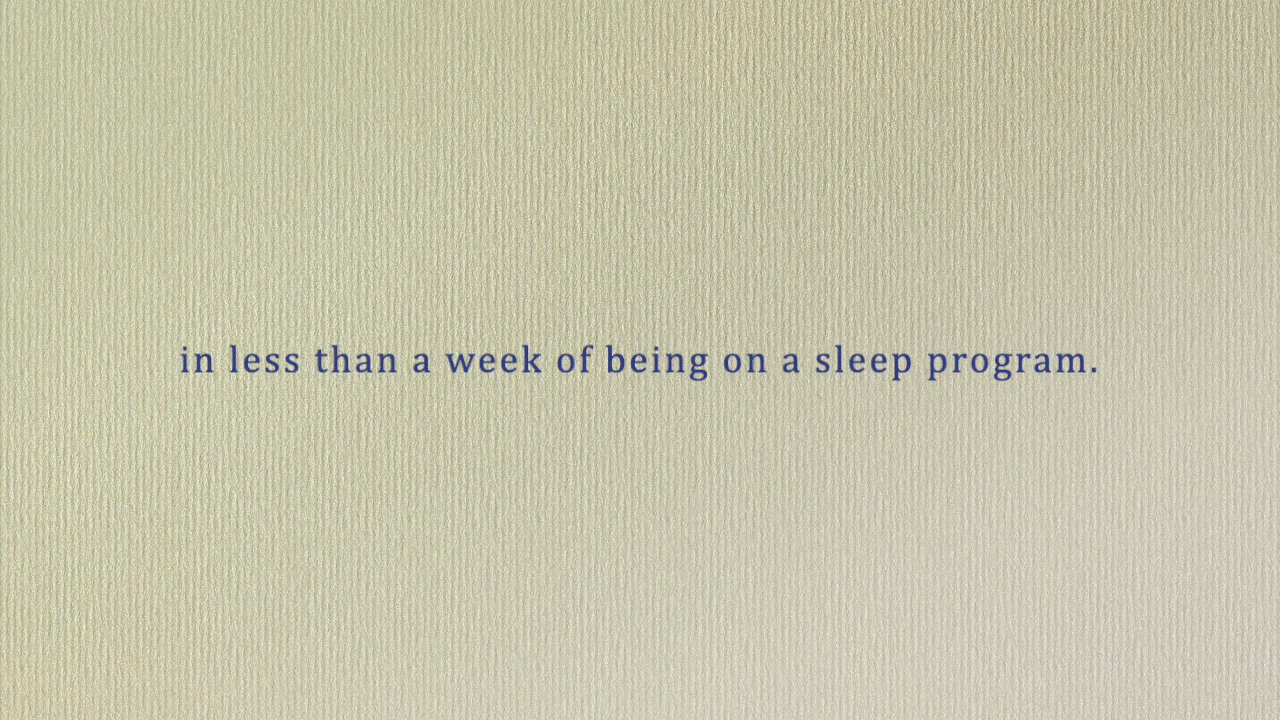 in less than a week of being on a sleep program.